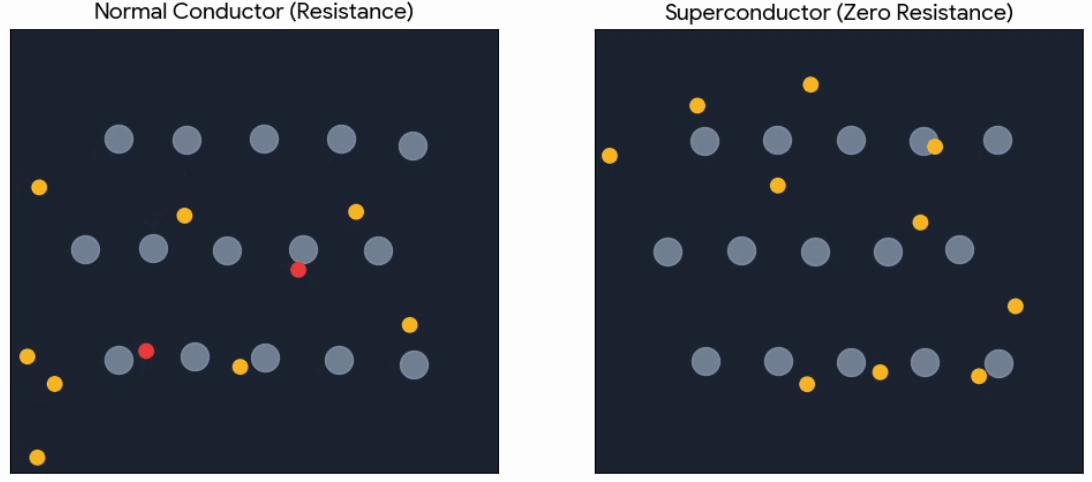 Normal Conductor (Resistance)
Superconductor (Zero Resistance)